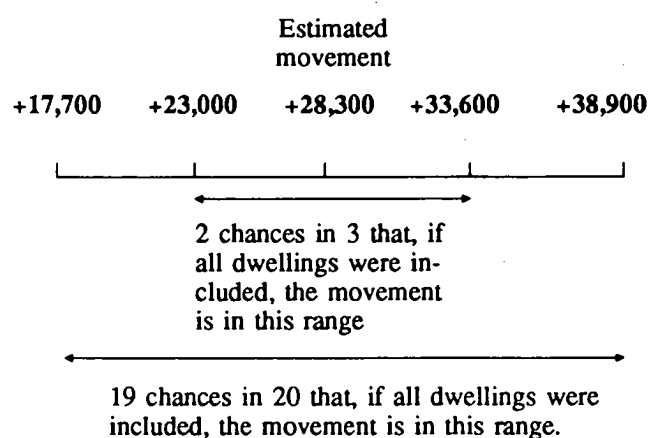 Estimated
movement
+17,700 +23,000 +28,300 +33,600 +38,900
2 chances in 3 that, if
all dwellings were in-
cluded, the movement
is in this range
19 chances in 20 that, if all dwellings were
included, the movement is in this range.